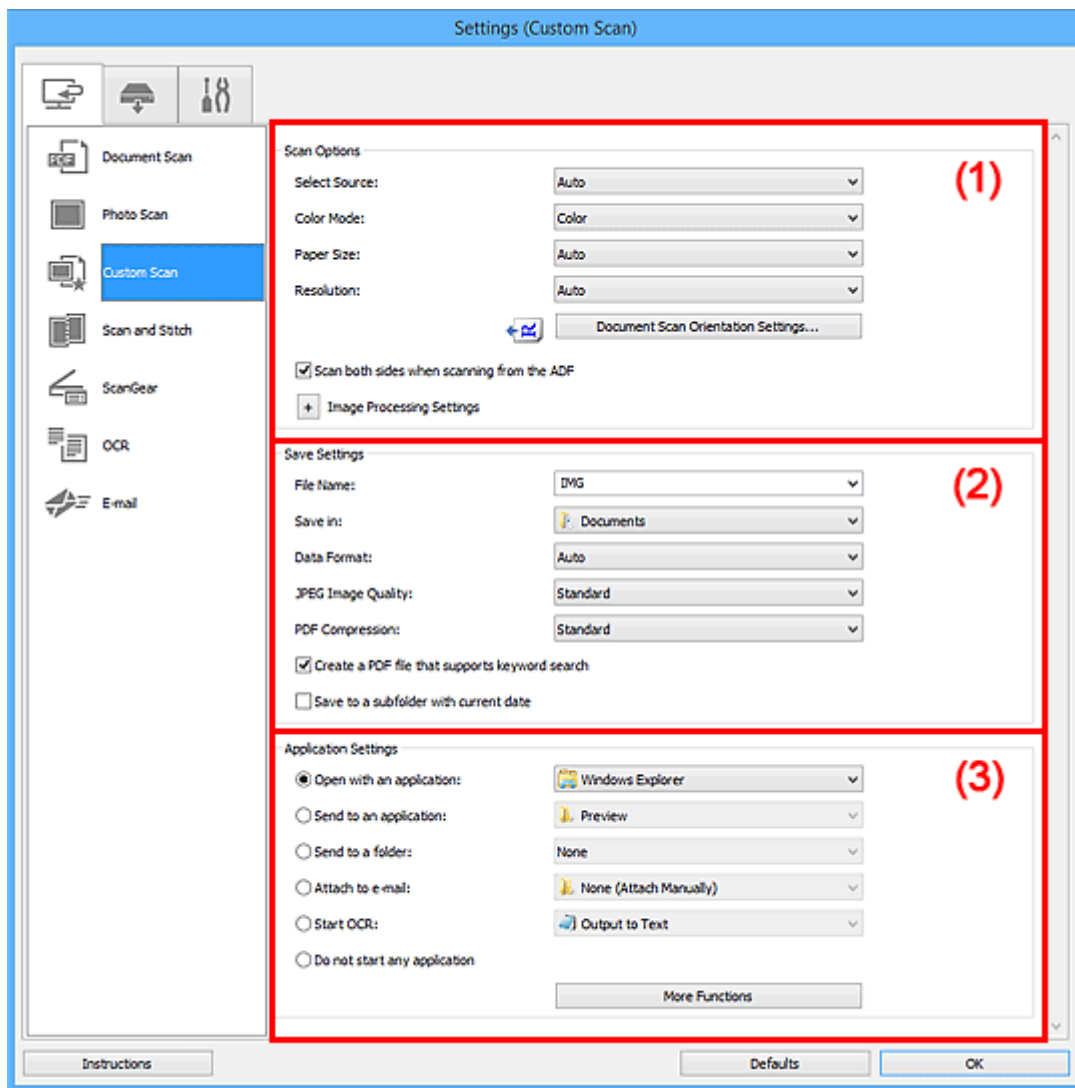 Settings (Custom Scan)
Document Scan
Photo Scan
Custom Scan
Scan and Stitch
ScanGear
OCR
E-mail
Scan Options
(1)
Select Source: Auto
Color Mode: Color
Paper Size: Auto
Resolution: Auto
Document Scan Orientation Settings...
Scan both sides when scanning from the ADF
+ Image Processing Settings
Save Settings
(2)
File Name: IMG
Save in: Documents
Data Format: Auto
JPEG Image Quality: Standard
PDF Compression: Standard
Create a PDF file that supports keyword search
Save to a subfolder with current date
Application Settings
(3)
Open with an application: Windows Explorer
Send to an application: Preview
Send to a folder: None
Attach to e-mail: None (Attach Manually)
Start OCR: Output to Text
Do not start any application
More Functions
Instructions Defaults OK